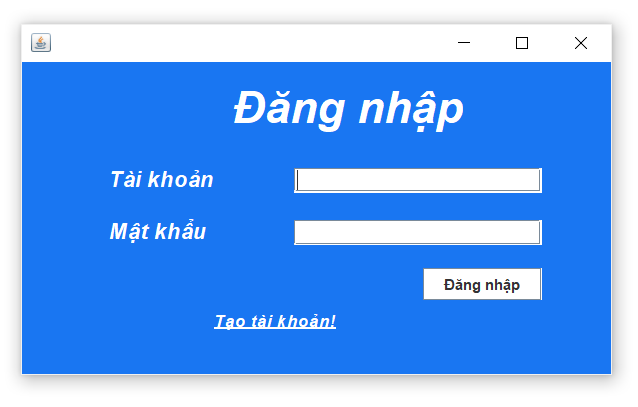 Đăng nhập
Tài khoản
Mật khẩu
Đăng nhập
Tạo tài khoản!